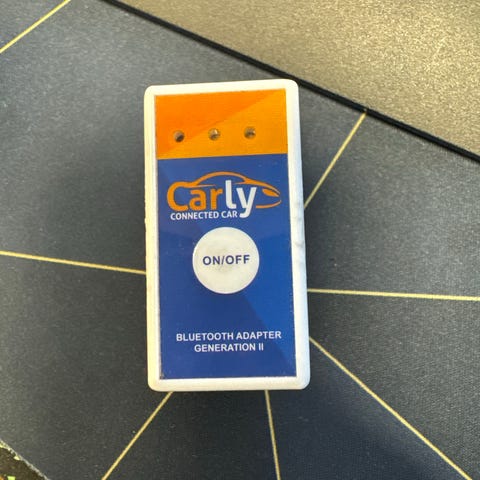 Carly
CONNECTED CAR
ON/OFF
BLUETOOTH ADAPTER
GENERATION II